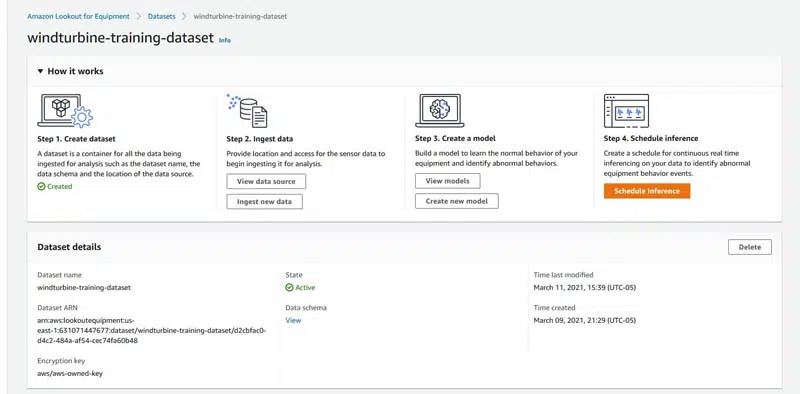 Amazon Lookout for Equipment > Datasets > windturbine-training-dataset
windturbine-training-dataset Info
▼ How it works
Step 1. Create dataset
A dataset is a container for all the data being
ingested for analysis such as the dataset name, the
data schema and the location of the data source.
Created
Step 2. Ingest data
Provide location and access for the sensor data to
begin ingesting it for analysis.
View data source
Ingest new data
Step 3. Create a model
Build a model to learn the normal behavior of your
equipment and identify abnormal behaviors.
View models
Create new model
Step 4. Schedule inference
Create a schedule for continuous real time
inferencing on your data to identify abnormal
equipment behavior events.
Schedule inference
Dataset details
Delete
Dataset name
windturbine-training-dataset
Dataset ARN
arn:aws:lookoutequipment:us-
east-1:631071447677:dataset/windturbine-training-dataset/d2cbfac0-
d4c2-484a-af54-cec74fa60b48
Encryption key
aws/aws-owned-key
State
Active
Data schema
View
Time last modified
March 11, 2021, 15:39 (UTC-05)
Time created
March 09, 2021, 21:29 (UTC-05)